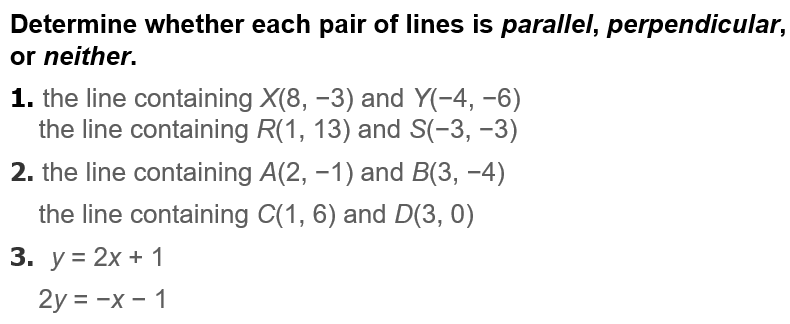 Determine whether each pair of lines is parallel, perpendicular,
or neither.
1. the line containing X(8, −3) and Y(−4, −6)
the line containing R(1, 13) and S(−3, −3)
2. the line containing A(2, −1) and B(3, −4)
the line containing C(1, 6) and D(3, 0)
3. y = 2x + 1
2y = −x − 1